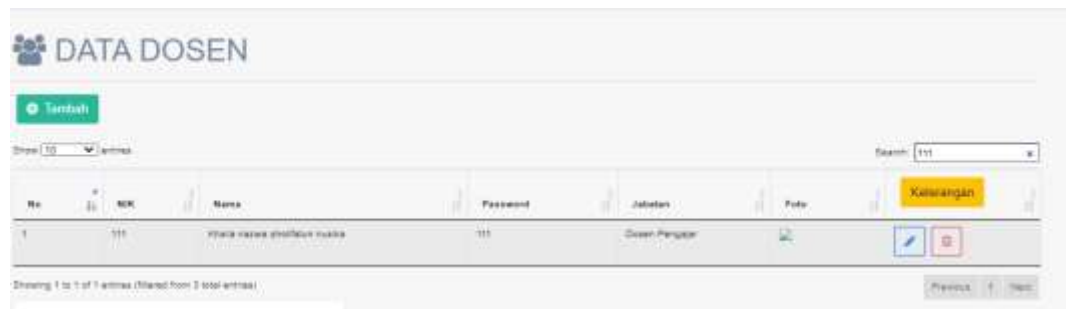 DATA DOSEN
Tambah
Show 10 entries
Search: 111
No NIK Nama Password Jabatan Foto Keterangan
1 111 111 Dosen Pengajar
Showing 1 to 1 of 1 entries (filtered from 3 total entries)
Previous 1 Next